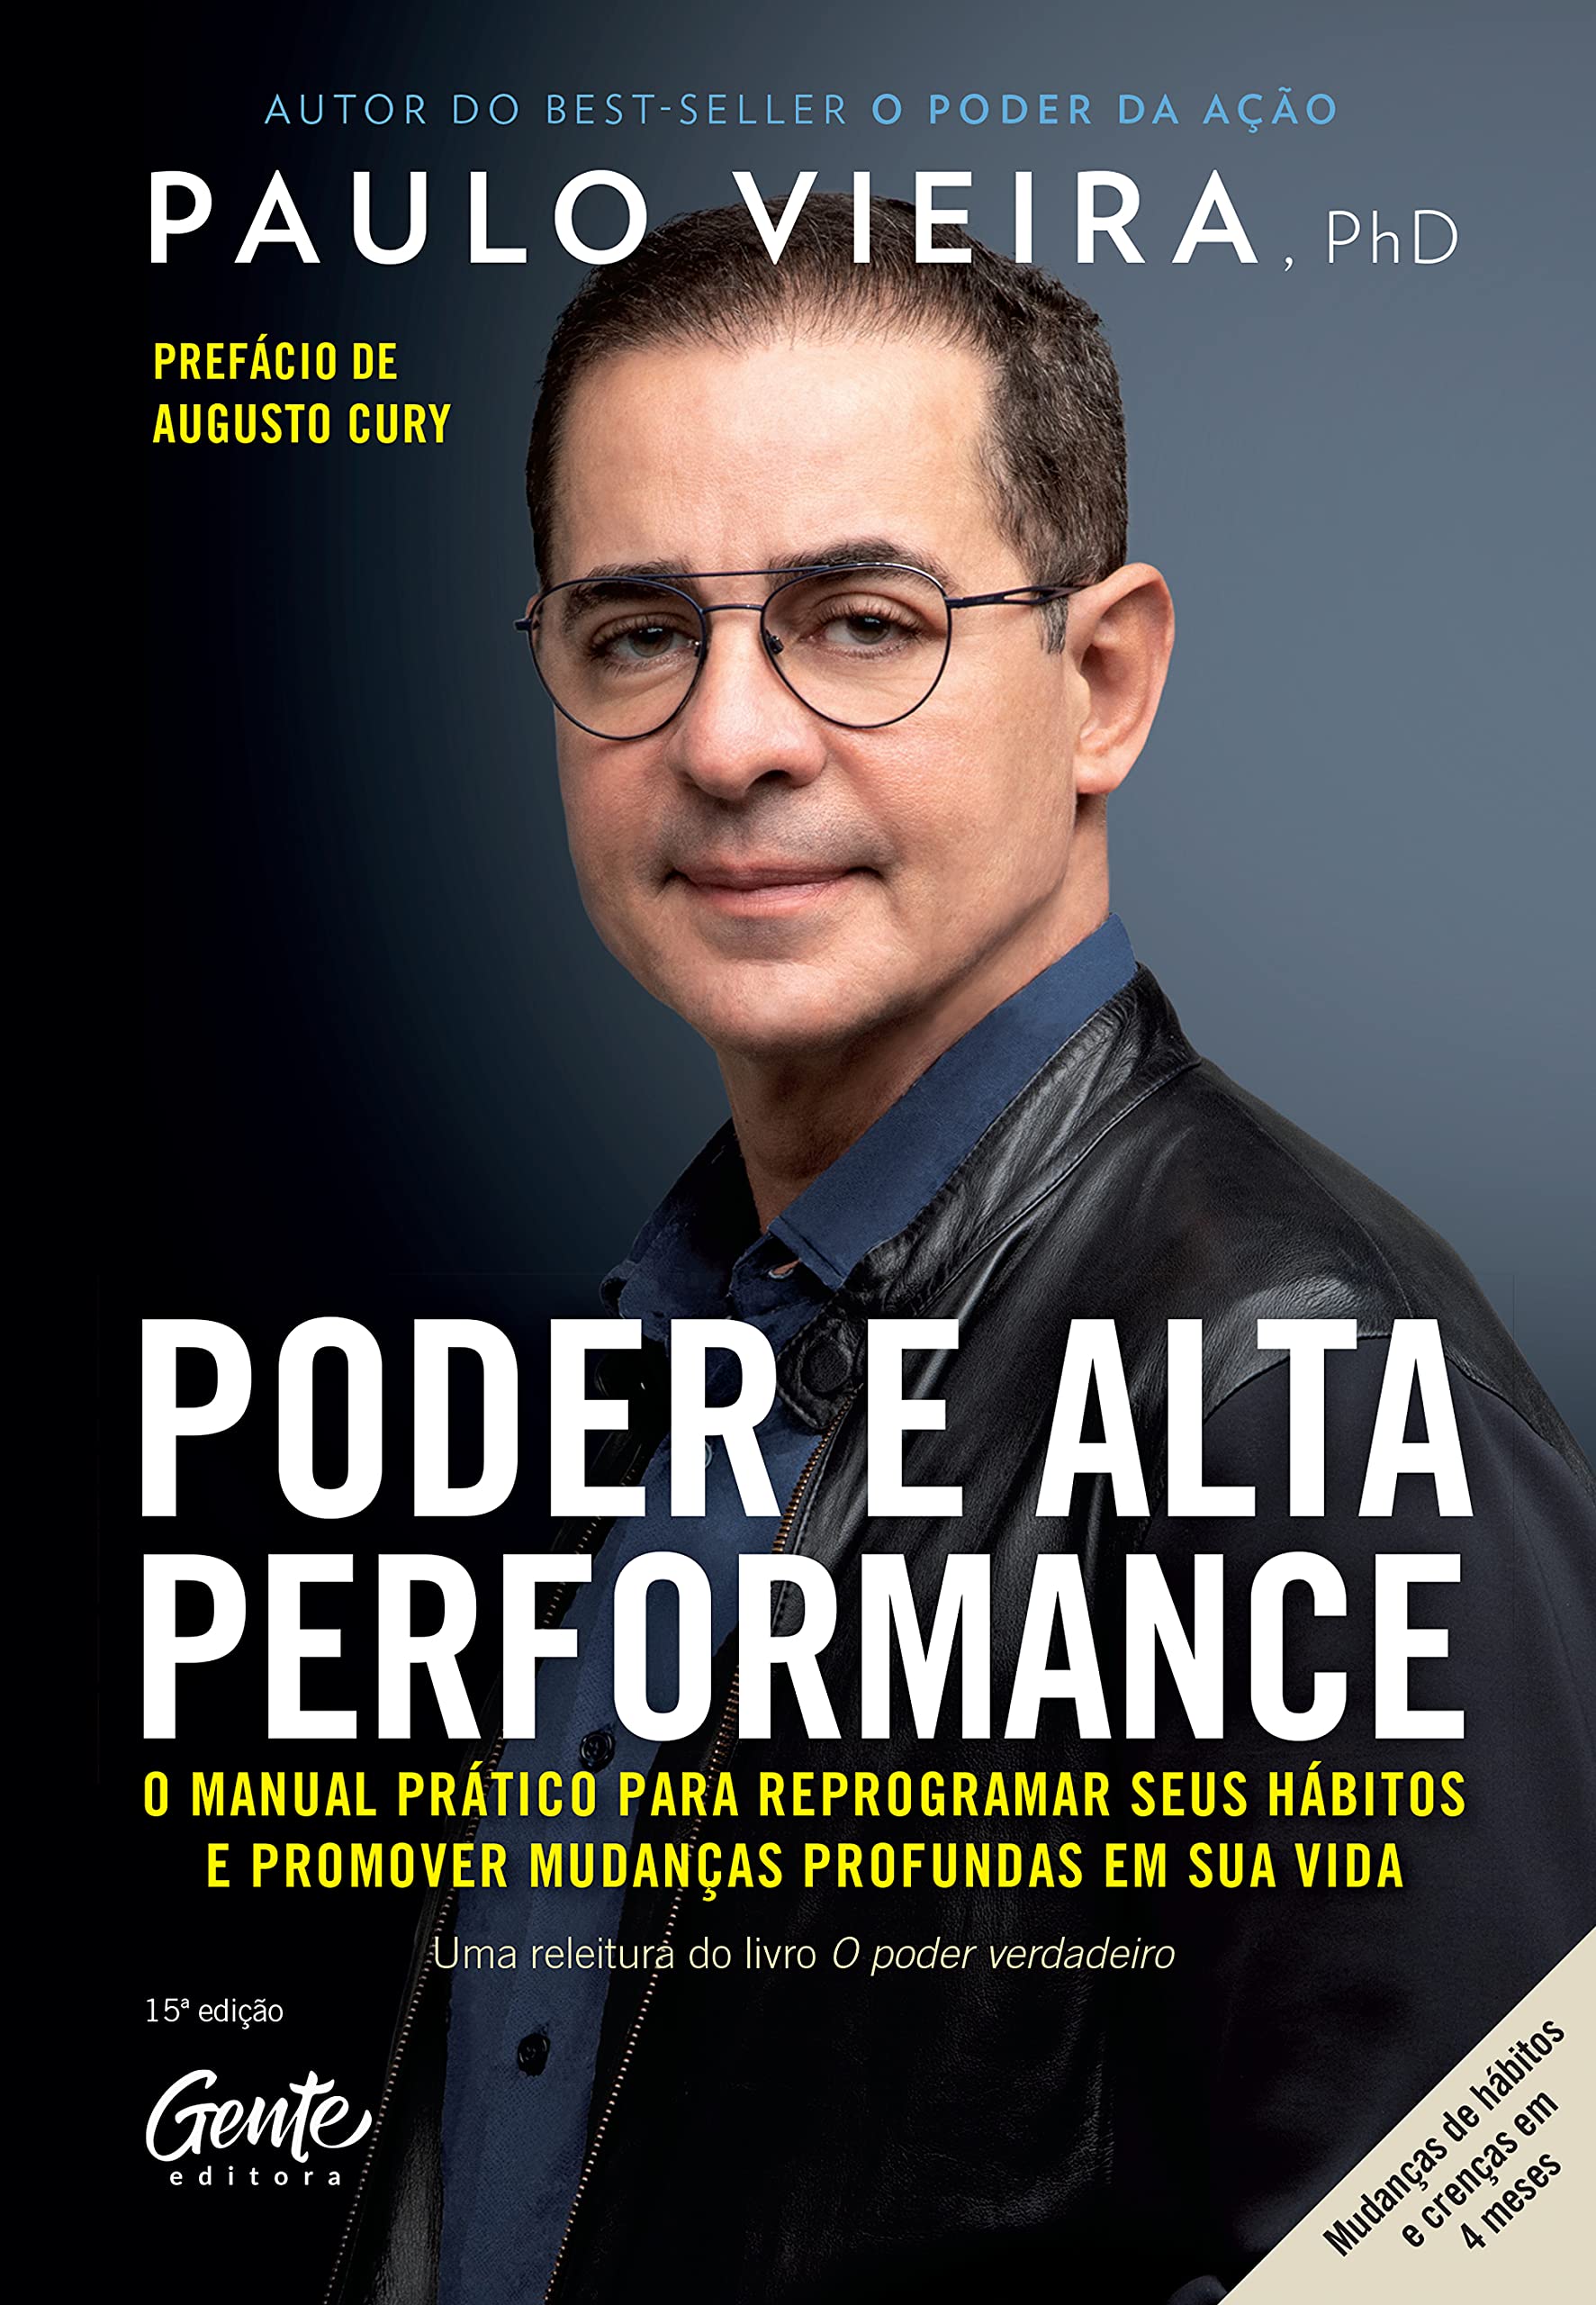 AUTOR DO BEST-SELLER O PODER DA AÇÃO
PAULO VIEIRA, PhD
PREFÁCIO DE
AUGUSTO CURY
PODER E ALTA
PERFORMANCE
O MANUAL PRÁTICO PARA REPROGRAMAR SEUS HÁBITOS
E PROMOVER MUDANÇAS PROFUNDAS EM SUA VIDA
Uma releitura do livro O poder verdadeiro
15ª edição
Gente
editora
Mudanças de hábitos
e crenças em
4 meses